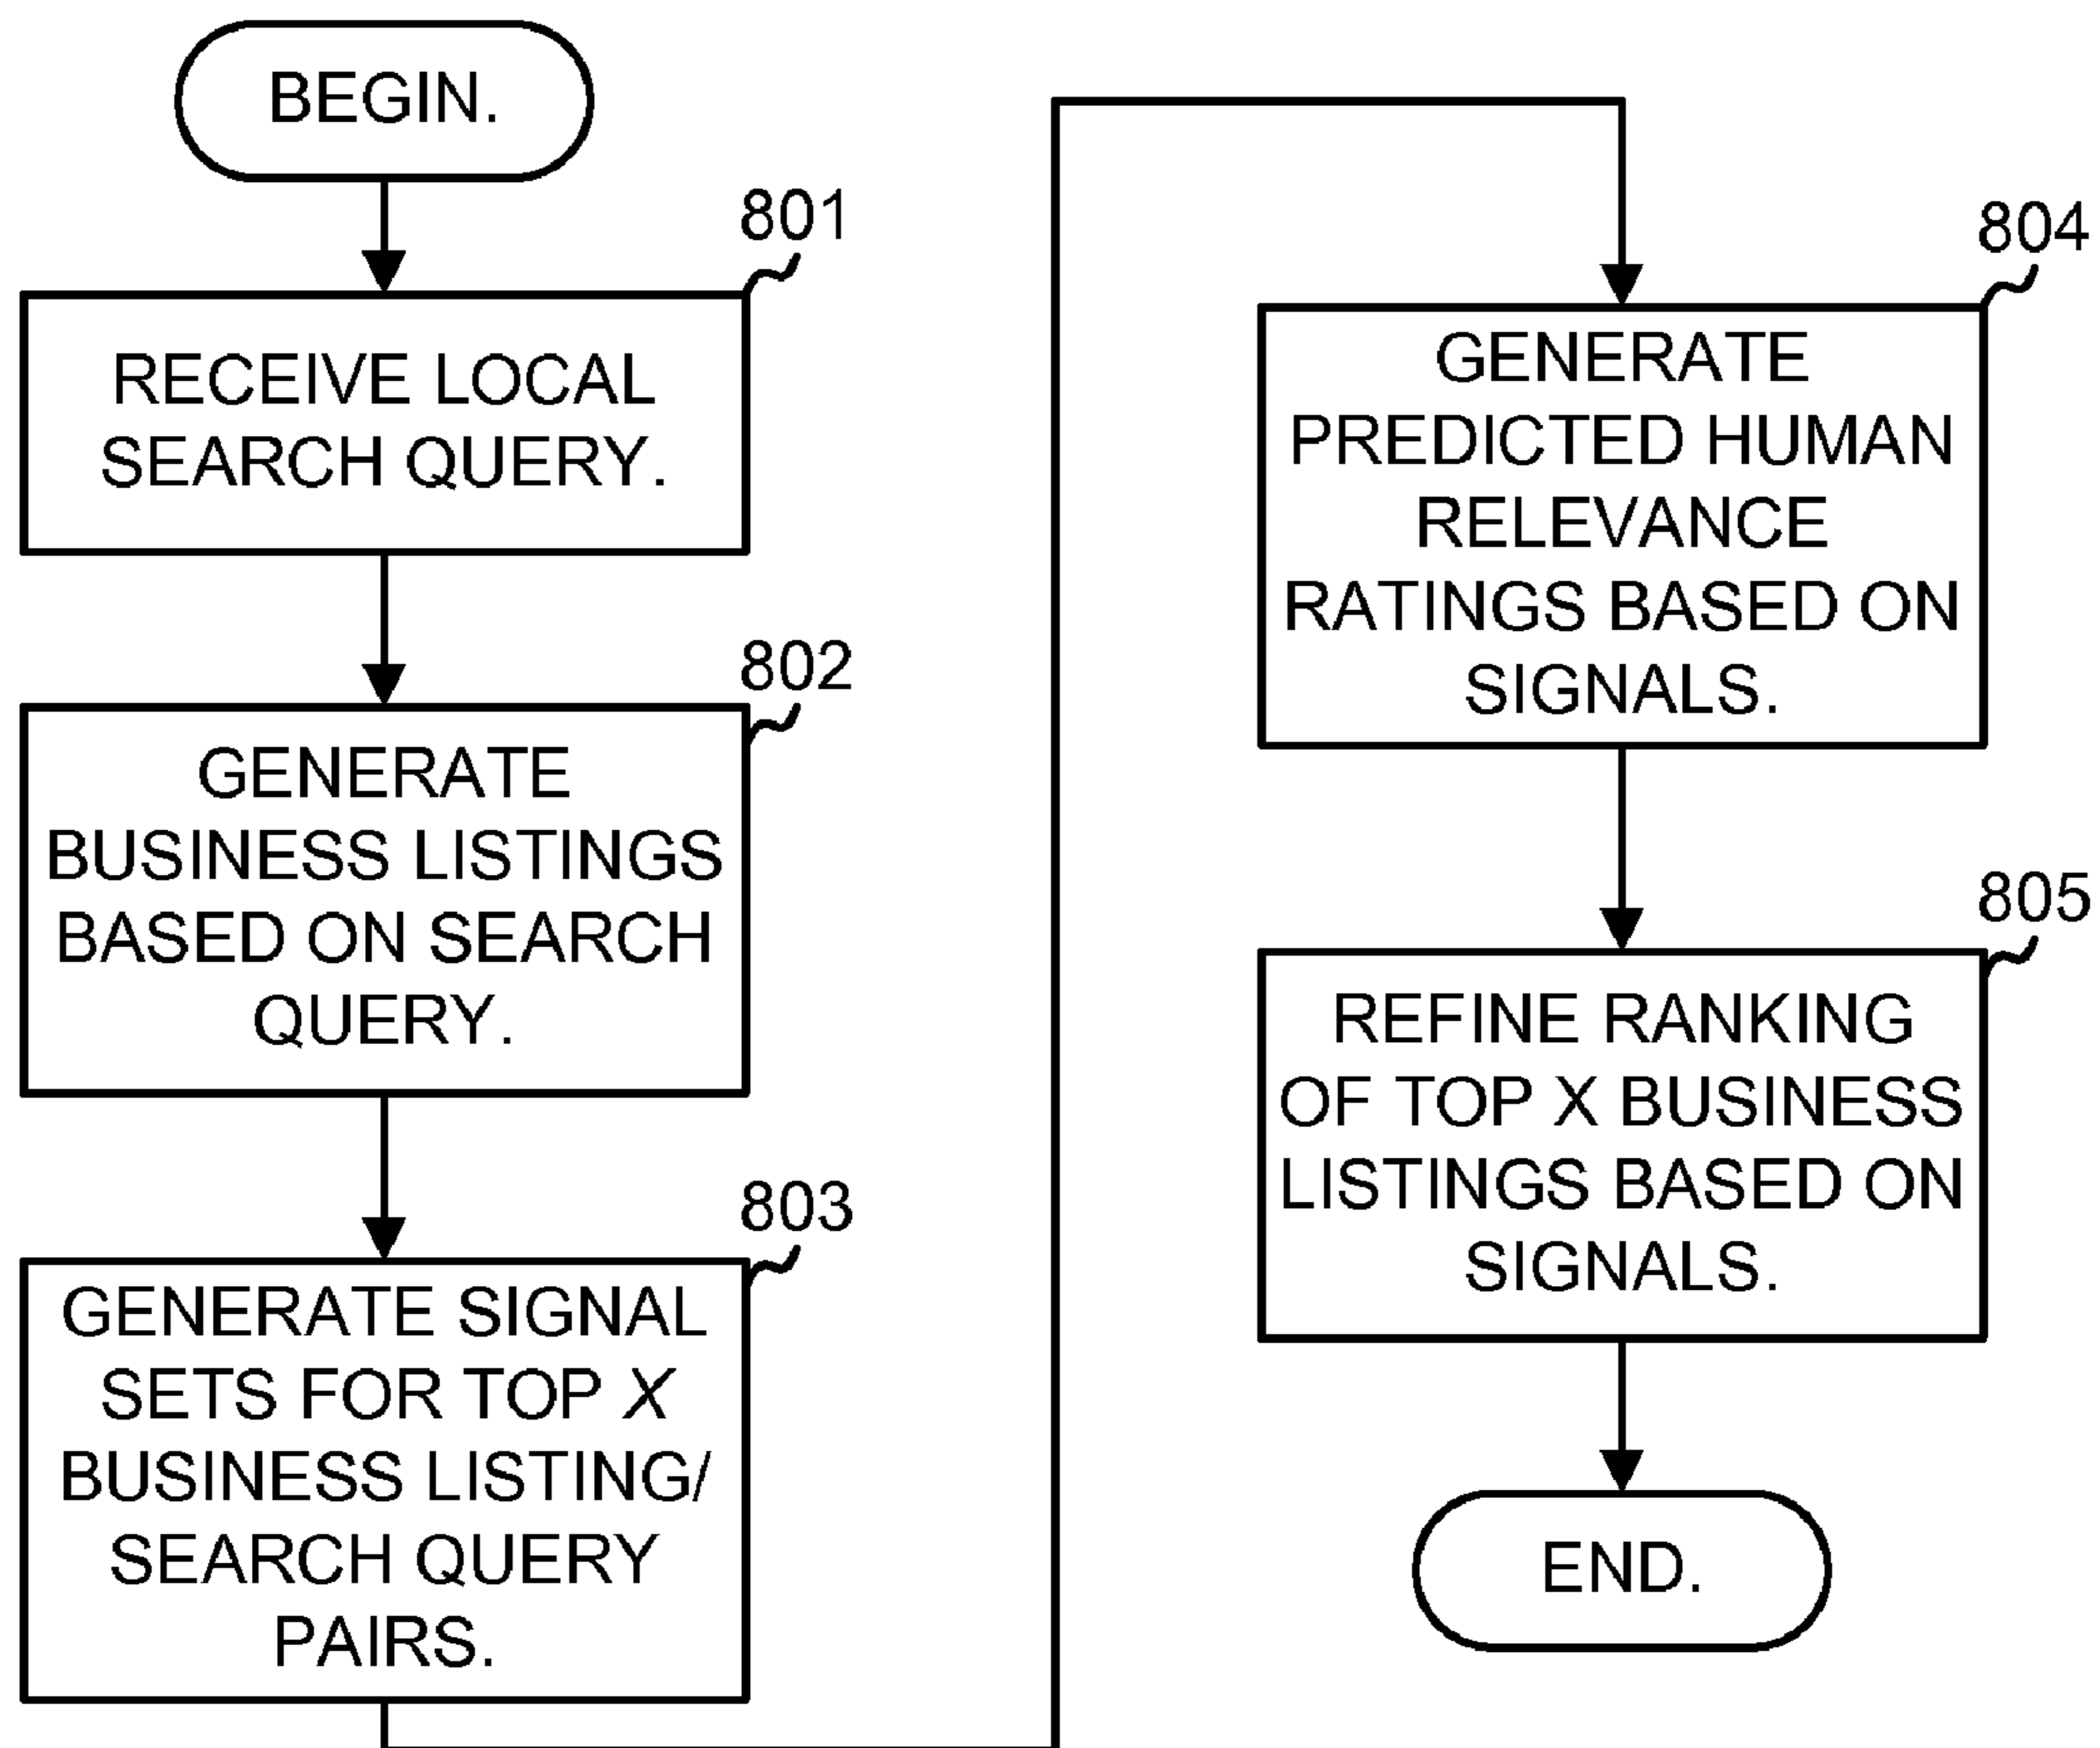 BEGIN.
801
RECEIVE LOCAL
SEARCH QUERY.
802
GENERATE
BUSINESS LISTINGS
BASED ON SEARCH
QUERY.
803
GENERATE SIGNAL
SETS FOR TOP X
BUSINESS LISTING/
SEARCH QUERY
PAIRS.
804
GENERATE
PREDICTED HUMAN
RELEVANCE
RATINGS BASED ON
SIGNALS.
805
REFINE RANKING
OF TOP X BUSINESS
LISTINGS BASED ON
SIGNALS.
END.